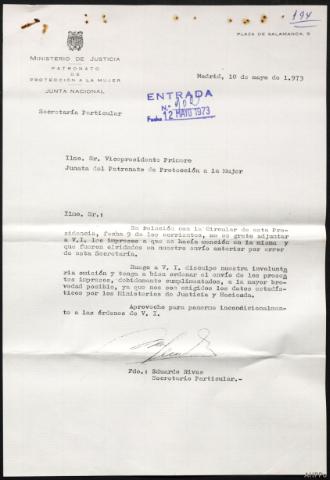 194
PLAZA DE SALAMANCA, 8
MINISTERIO DE JUSTICIA
PATRONATO
DE
PROTECCIÓN A LA MUJER
JUNTA NACIONAL
Madrid, 10 de mayo de 1.973
ENTRADA
N.º
Fecha 12 MAYO 1973
Secretaría Particular
Ilmo. Sr. Vicepresidente Primero
Junata del Patronato de Protección a la Mujer
Ilmo. Sr.:
En relación con la Circular de esta Pre-
sidencia, fecha 9 de los corrientes, me es grato adjuntar
a V.I. los impresos a que se hacía mención en la misma y
que fueron olvidados en nuestro envío anterior por error
de esta Secretaría.
Ruego a V. I. disculpe nuestra involunta
ria omisión y tenga a bien ordenar el envío de los presen
tes impresos, debidamente cumplimentados, a la mayor bre-
vedad posible, ya que nos son exigidos los datos estadís-
ticos por los Ministerios de Justicia y Hacienda.
Aprovecho para ponerme incondicionalmen-
to a las órdenes de V. I.
Fdo.: Eduardo Rivas
Secretario Particular.-